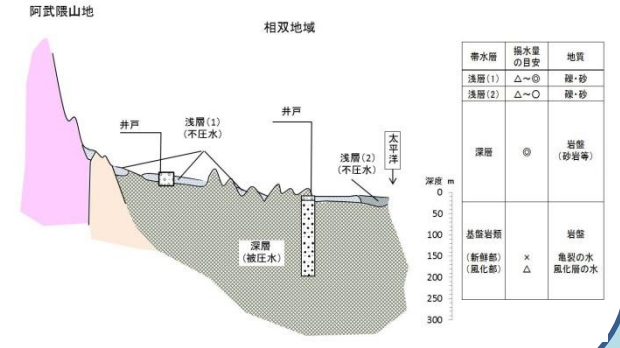 阿武隈山地
相双地域
井戸
浅層(1)
(不圧水)
井戸
浅層(2)
(不圧水)
太平洋
深層
(被圧水)
深度 m
0
50
100
150
200
250
300
帯水層 揚水量の目安 地質
浅層(1) △~◎ 礫・砂
浅層(2) △~○ 礫・砂
深層 ◎ 岩盤
(砂岩等)
基盤岩類 岩盤
(新鮮部) × 亀裂の水
(風化部) △ 風化層の水